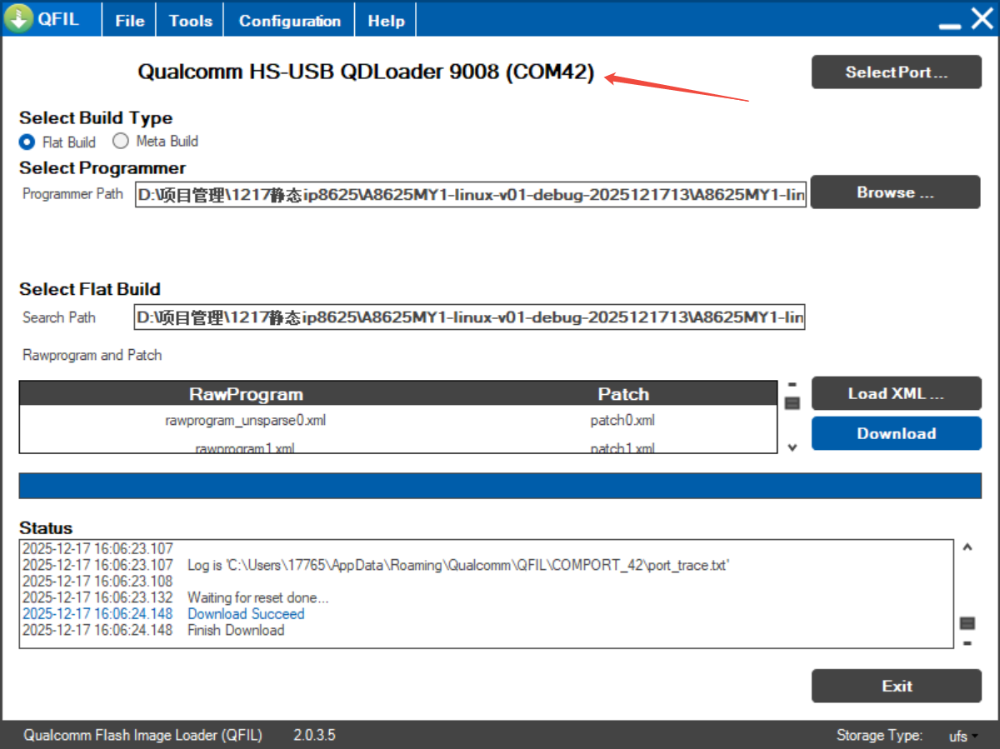 QFIL File Tools Configuration Help
Qualcomm HS-USB QDLoader 9008 (COM42) Select Port ...
Select Build Type
Flat Build Meta Build
Select Programmer
Programmer Path D:\项目管理\1217静态ip8625\A8625MY1-linux-v01-debug-2025121713\A8625MY1-lin Browse ...
Select Flat Build
Search Path D:\项目管理\1217静态ip8625\A8625MY1-linux-v01-debug-2025121713\A8625MY1-lin
Rawprogram and Patch
RawProgram Patch Load XML ...
rawprogram_unsparse0.xml patch0.xml
Download
rawprogram1.xml patch1.xml
Status
2025-12-17 16:06:23.107
2025-12-17 16:06:23.107 Log is 'C:\Users\17765\AppData\Roaming\Qualcomm\QFIL\COMPORT_42\port_trace.txt'
2025-12-17 16:06:23.108
2025-12-17 16:06:23.132 Waiting for reset done...
2025-12-17 16:06:24.148 Download Succeed
2025-12-17 16:06:24.148 Finish Download
Exit
Qualcomm Flash Image Loader (QFIL) 2.0.3.5 Storage Type: ufs